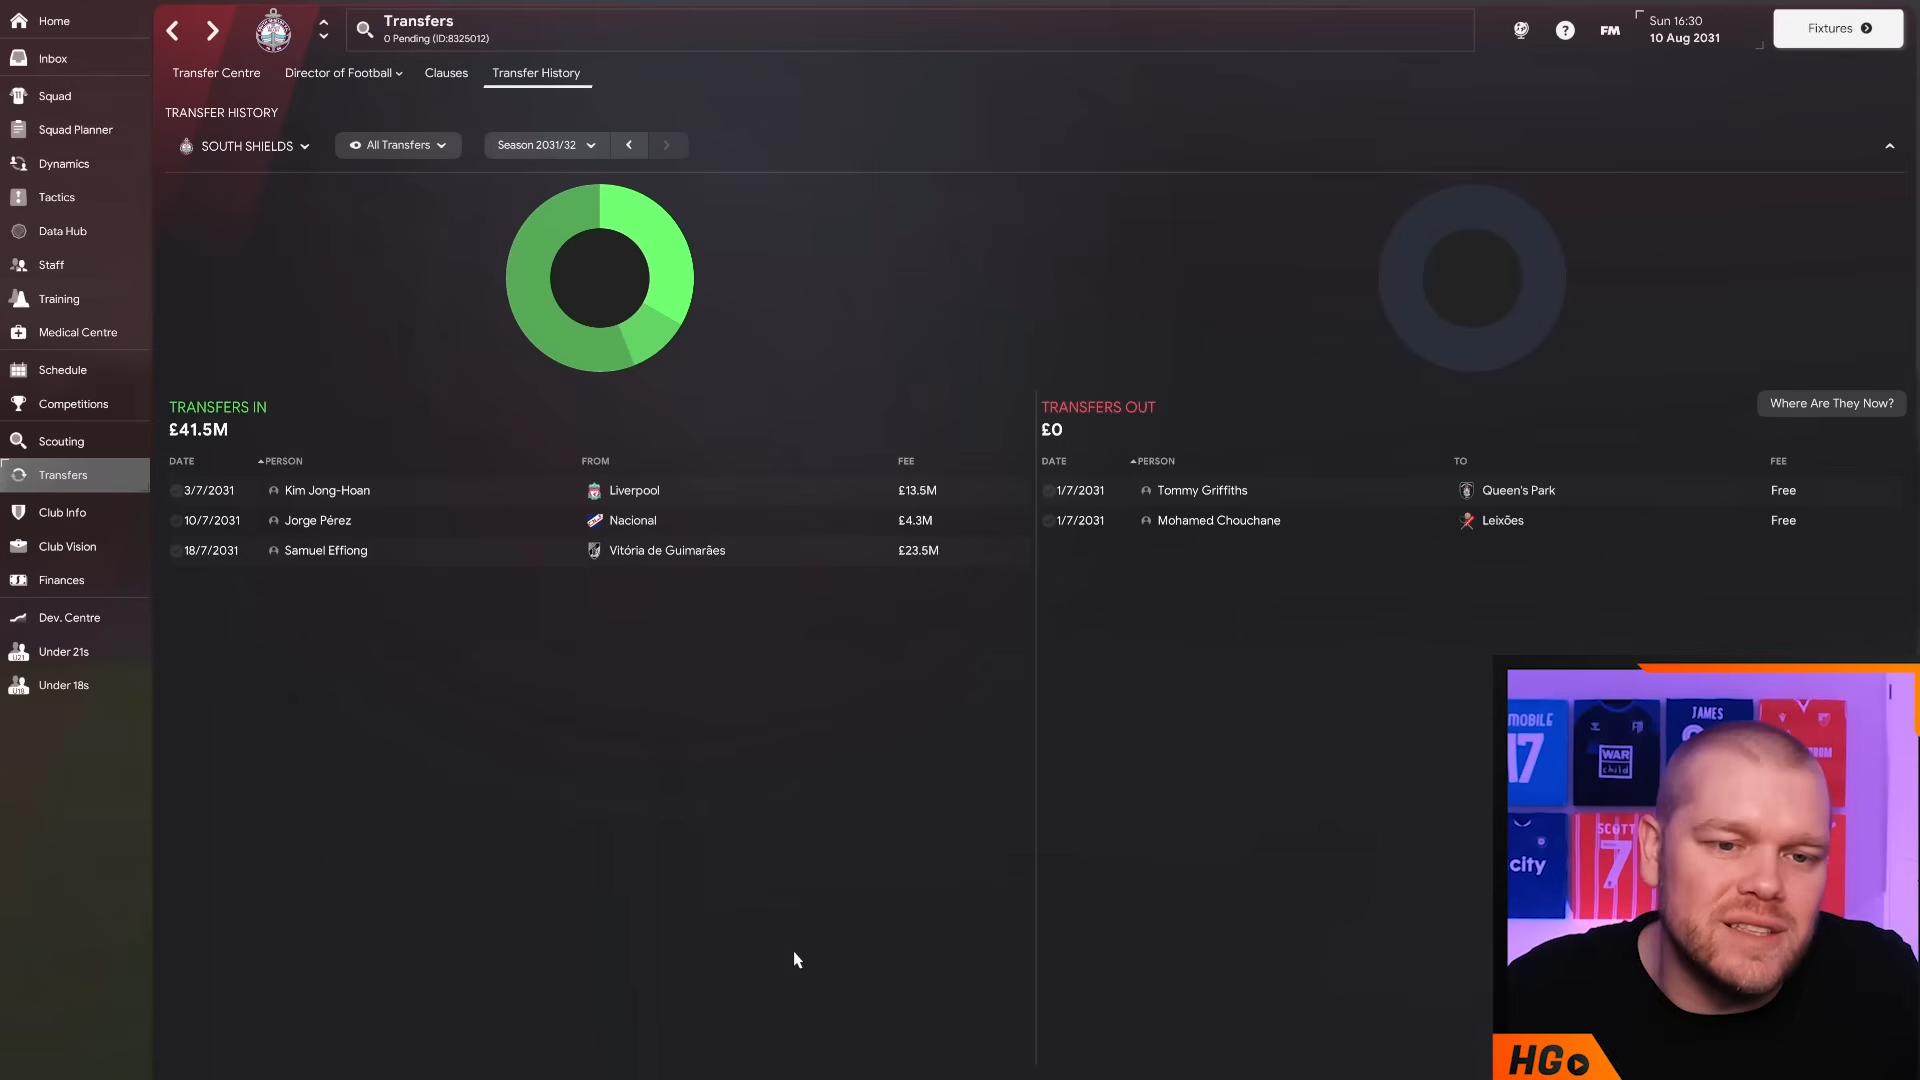 Home
Inbox
Squad
Squad Planner
Dynamics
Tactics
Data Hub
Staff
Training
Medical Centre
Schedule
Competitions
Scouting
Transfers
Club Info
Club Vision
Finances
Dev. Centre
Under 21s
Under 18s
Transfers
0 Pending (ID:8325012)
FM
Sun 16:30
10 Aug 2031
Fixtures
Transfer Centre
Director of Football
Clauses
Transfer History
TRANSFER HISTORY
SOUTH SHIELDS
All Transfers
Season 2031/32
TRANSFERS IN
£41.5M
DATE PERSON FROM FEE
3/7/2031 Kim Jong-Hoan Liverpool £13.5M
10/7/2031 Jorge Pérez Nacional £4.3M
18/7/2031 Samuel Effiong Vitória de Guimarães £23.5M
TRANSFERS OUT
£0
Where Are They Now?
DATE PERSON TO FEE
1/7/2031 Tommy Griffiths Queen's Park Free
1/7/2031 Mohamed Chouchane Leixões Free
MOBILE
17
WAR
child
JAMES
city
SCOTT
7
HGo